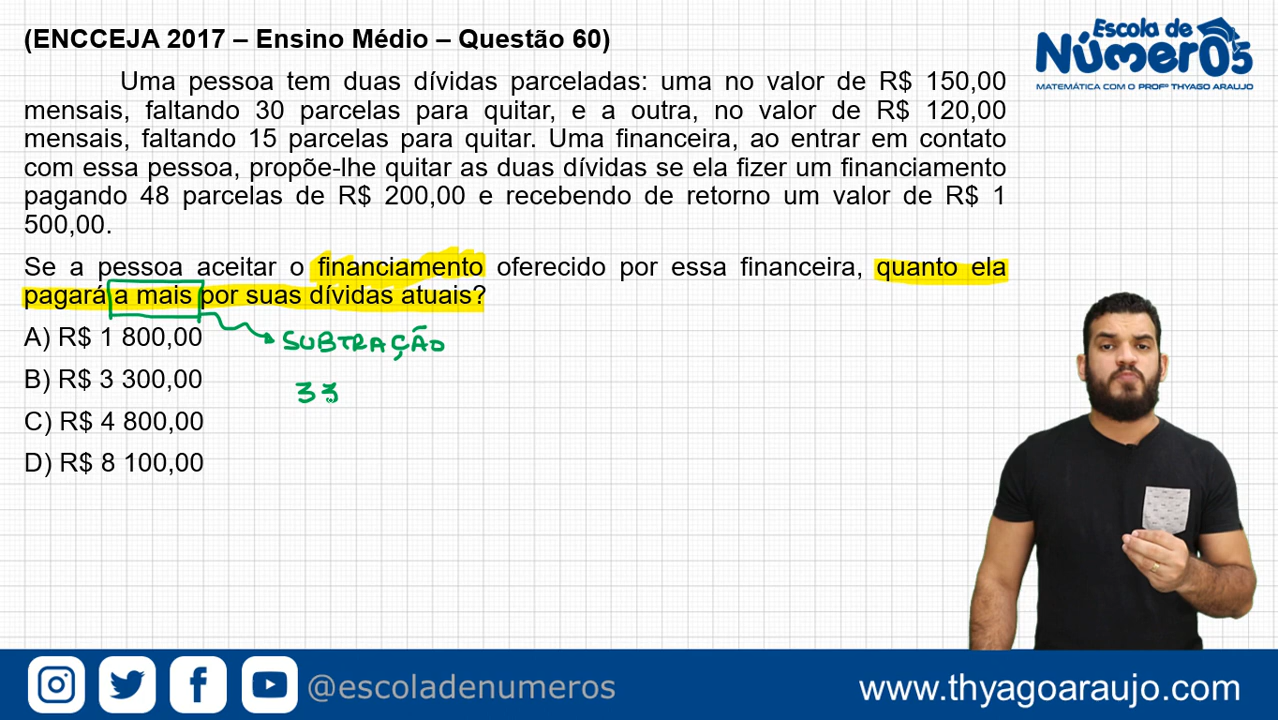 (ENCCEJA 2017 – Ensino Médio – Questão 60)
Escola de
Números
MATEMÁTICA COM O PROFº THYAGO ARAUJO
Uma pessoa tem duas dívidas parceladas: uma no valor de R$ 150,00
mensais, faltando 30 parcelas para quitar, e a outra, no valor de R$ 120,00
mensais, faltando 15 parcelas para quitar. Uma financeira, ao entrar em contato
com essa pessoa, propõe-lhe quitar as duas dívidas se ela fizer um financiamento
pagando 48 parcelas de R$ 200,00 e recebendo de retorno um valor de R$ 1
500,00.
Se a pessoa aceitar o financiamento oferecido por essa financeira, quanto ela
pagará a mais por suas dívidas atuais?
A) R$ 1 800,00
SUBTRAÇÃO
B) R$ 3 300,00
33
C) R$ 4 800,00
D) R$ 8 100,00
@escoladenumeros
www.thyagoaraujo.com